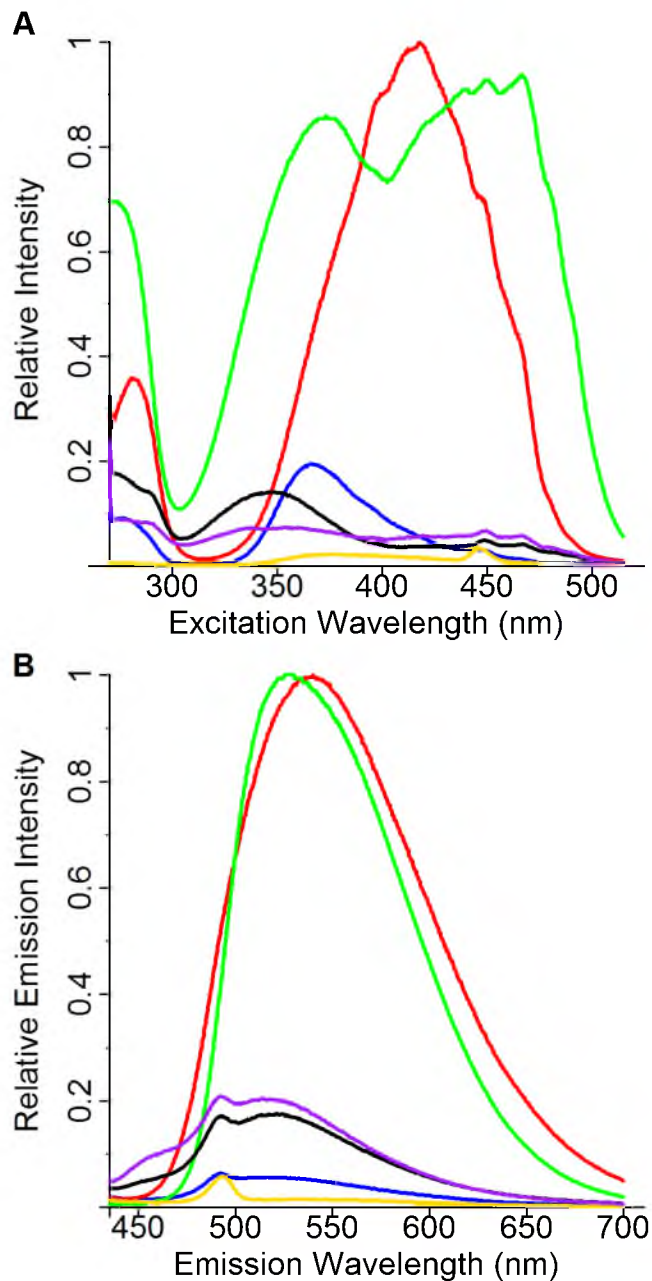 A
Relative Intensity
1
0.8
0.6
0.4
0.2
300 350 400 450 500
Excitation Wavelength (nm)
B
Relative Emission Intensity
1
0.8
0.6
0.4
0.2
450 500 550 600 650 700
Emission Wavelength (nm)